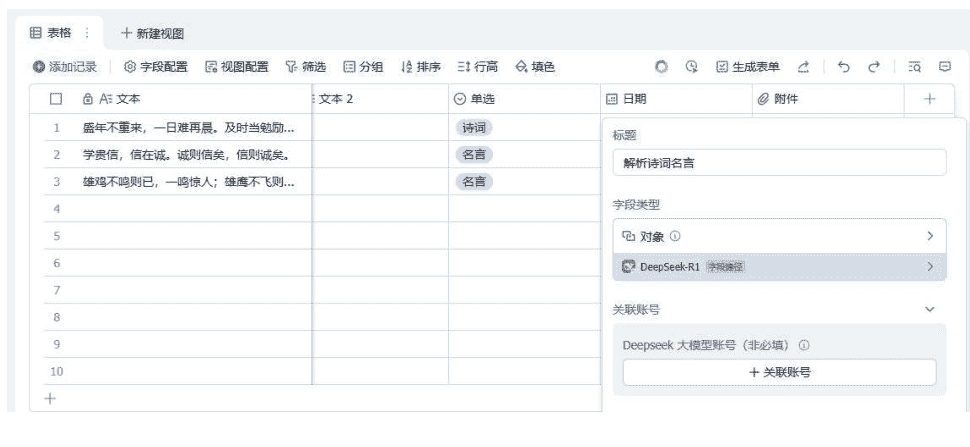 表格
+ 新建视图
添加记录 字段配置 视图配置 筛选 分组 排序 行高 填色 生成表单
文本 文本 2 单选 日期 附件
1 盛年不重来，一日难再晨。及时当勉励... 诗词
2 学贵信，信在诚。诚则信矣，信则诚矣。 名言
3 雄鸡不鸣则已，一鸣惊人；雄鹰不飞则... 名言
4
5
6
7
8
9
10
标题
解析诗词名言
字段类型
对象
DeepSeek-R1 字段捷径
关联账号
Deepseek 大模型账号（非必填）
+ 关联账号